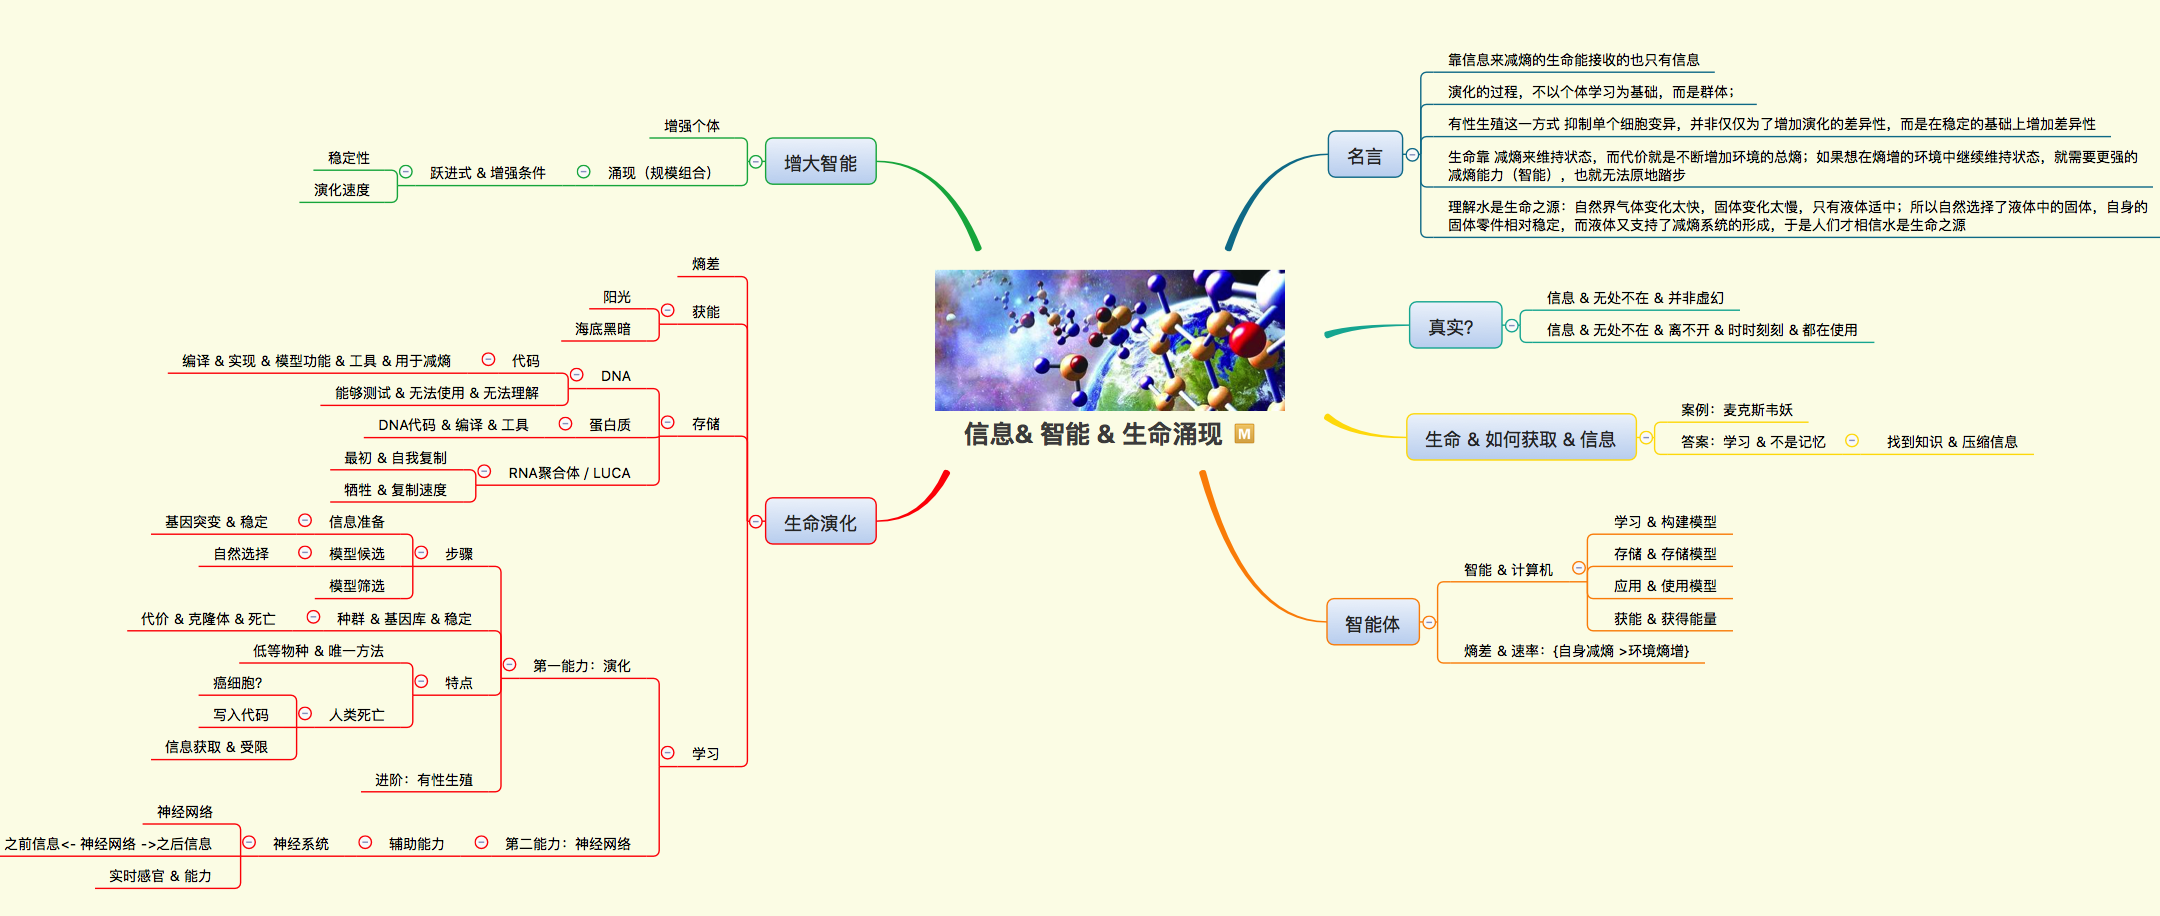 信息& 智能 & 生命涌现
M
名言
靠信息来减熵的生命能接收的也只有信息
演化的过程，不以个体学习为基础，而是群体；
有性生殖这一方式 抑制单个细胞变异，并非仅仅为了增加演化的差异性，而是在稳定的基础上增加差异性
生命靠 减熵来维持状态，而代价就是不断增加环境的总熵；如果想在熵增的环境中继续维持状态，就需要更强的
减熵能力（智能），也就无法原地踏步
理解水是生命之源：自然界气体变化太快，固体变化太慢，只有液体适中；所以自然选择了液体中的固体，自身的
固体零件相对稳定，而液体又支持了减熵系统的形成，于是人们才相信水是生命之源
真实？
信息 & 无处不在 & 并非虚幻
信息 & 无处不在 & 离不开 & 时时刻刻 & 都在使用
生命 & 如何获取 & 信息
案例：麦克斯韦妖
答案：学习 & 不是记忆
找到知识 & 压缩信息
智能体
智能 & 计算机
学习 & 构建模型
存储 & 存储模型
应用 & 使用模型
获能 & 获得能量
熵差 & 速率：{自身减熵 >环境熵增}
增大智能
增强个体
涌现（规模组合）
跃进式 & 增强条件
稳定性
演化速度
生命演化
熵差
获能
阳光
海底黑暗
存储
DNA
代码
编译 & 实现 & 模型功能 & 工具 & 用于减熵
能够测试 & 无法使用 & 无法理解
蛋白质
DNA代码 & 编译 & 工具
RNA聚合体 / LUCA
最初 & 自我复制
牺牲 & 复制速度
学习
第一能力：演化
步骤
信息准备
基因突变 & 稳定
模型候选
自然选择
模型筛选
种群 & 基因库 & 稳定
代价 & 克隆体 & 死亡
特点
低等物种 & 唯一方法
人类死亡
癌细胞？
写入代码
信息获取 & 受限
进阶：有性生殖
第二能力：神经网络
辅助能力
神经系统
神经网络
之前信息<- 神经网络 ->之后信息
实时感官 & 能力